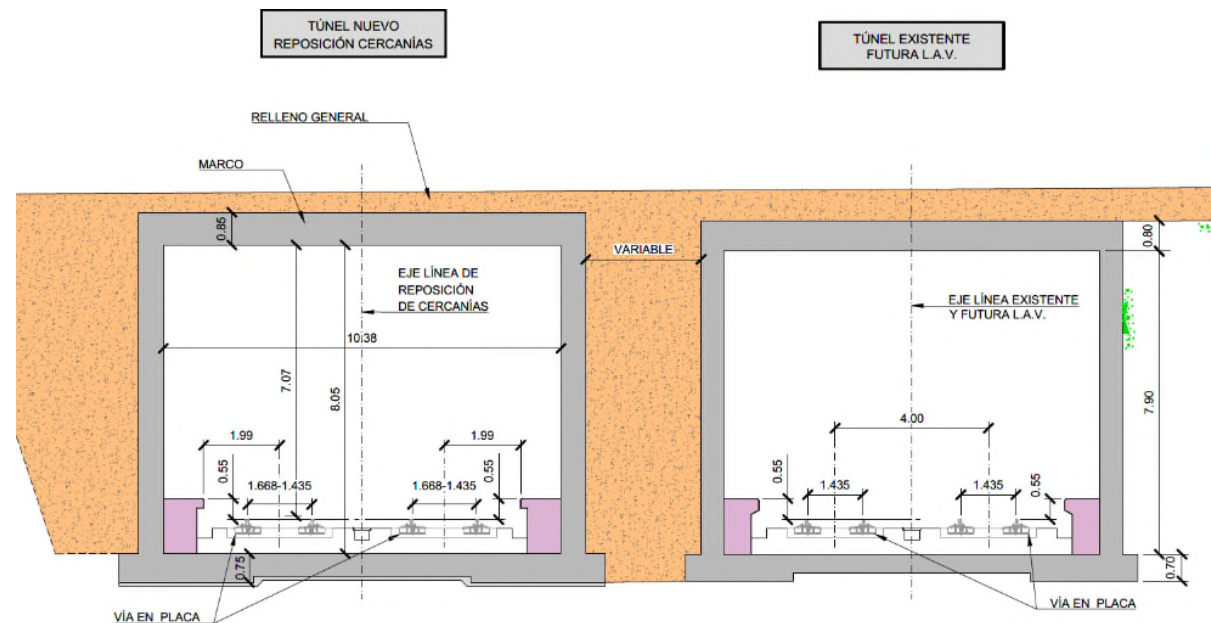 TÚNEL NUEVO
REPOSICIÓN CERCANÍAS
TÚNEL EXISTENTE
FUTURA L.A.V.
RELLENO GENERAL
MARCO
0.85
VARIABLE
0.80
EJE LÍNEA DE
REPOSICIÓN
DE CERCANÍAS
EJE LÍNEA EXISTENTE
Y FUTURA L.A.V.
10.38
7.07
8.05
7.90
4.00
1.99
1.99
0.55
1.668-1.435
0.55
1.668-1.435
0.55
1.435
1.435
0.55
0.75
0.70
VÍA EN PLACA
VÍA EN PLACA